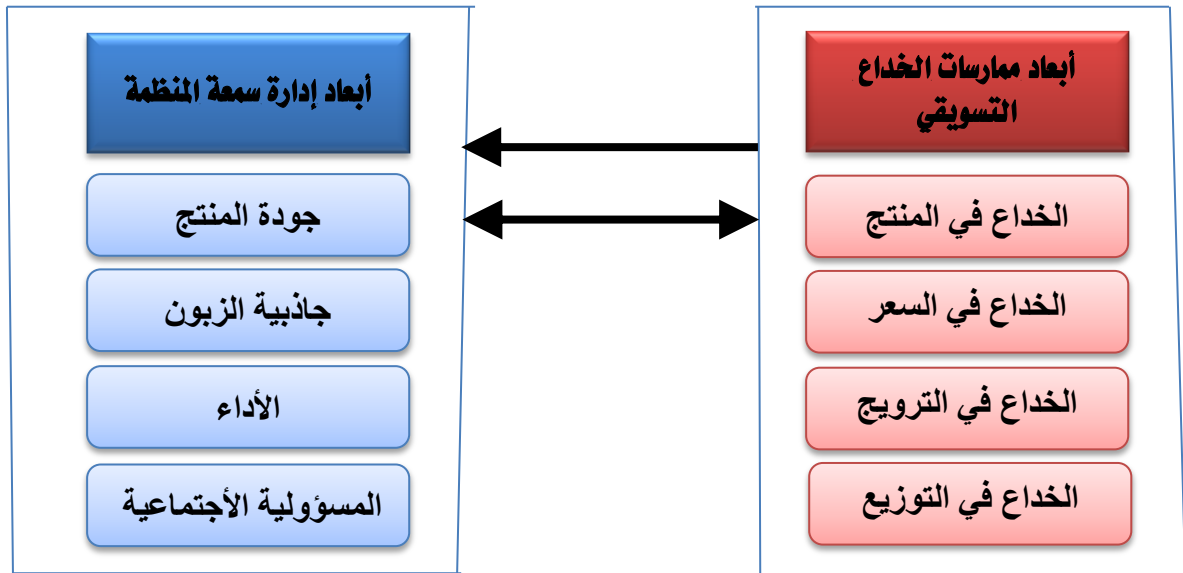 أبعاد ممارسات الخداع
التسويقي
الخداع في المنتج
الخداع في السعر
الخداع في الترويج
الخداع في التوزيع
أبعاد إدارة سمعة المنظمة
جودة المنتج
جاذبية الزبون
الأداء
المسؤولية الأجتماعية